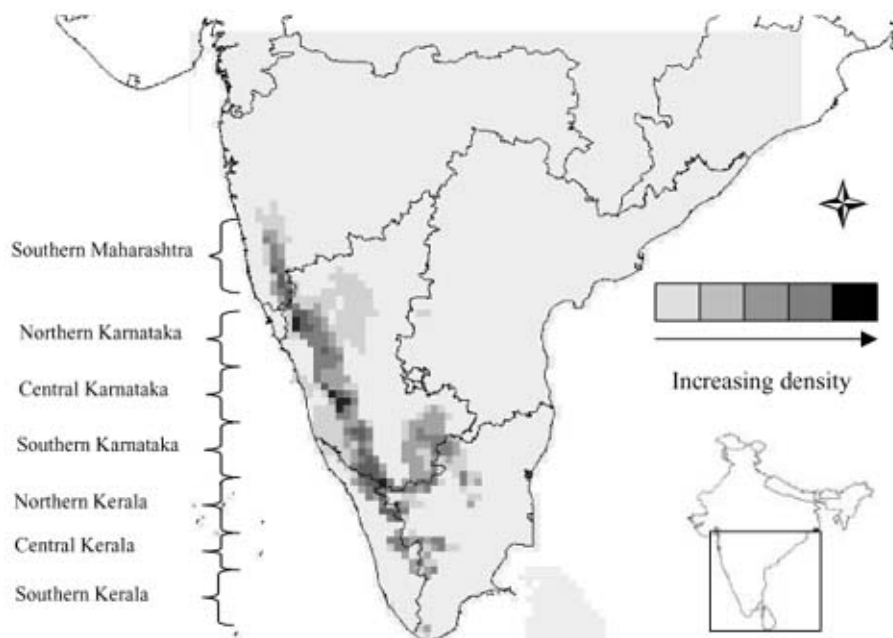 Southern Maharashtra
Northern Karnataka
Central Karnataka
Southern Karnataka
Northern Kerala
Central Kerala
Southern Kerala
Increasing density